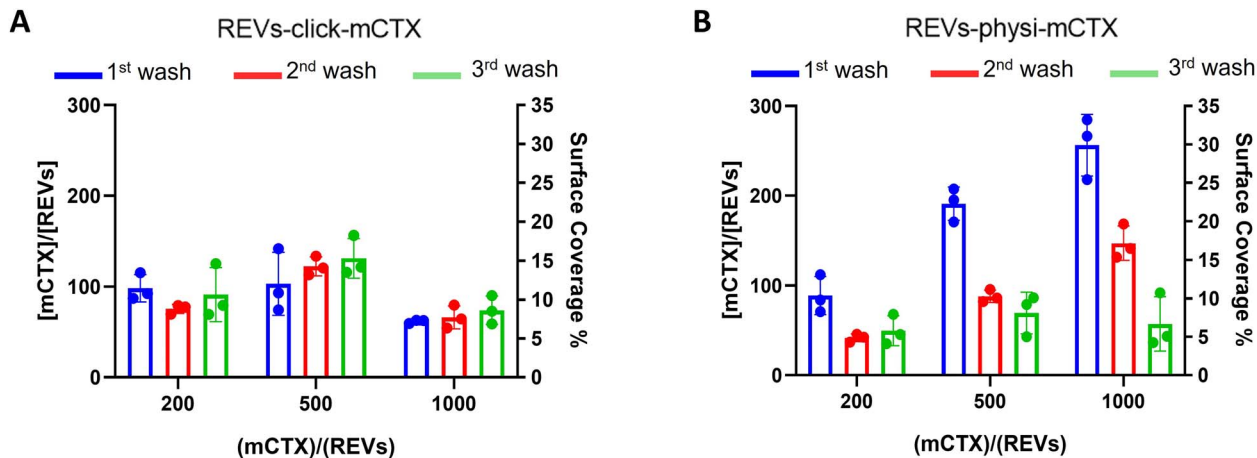 A
REVs-click-mCTX
1st wash 2nd wash 3rd wash
300
200
100
0
[mCTX]/[REVs]
35
30
25
20
15
10
5
0
Surface Coverage %
200 500 1000
(mCTX)/(REVs)
B
REVs-physi-mCTX
1st wash 2nd wash 3rd wash
300
200
100
0
[mCTX]/[REVs]
35
30
25
20
15
10
5
0
Surface Coverage %
200 500 1000
(mCTX)/(REVs)